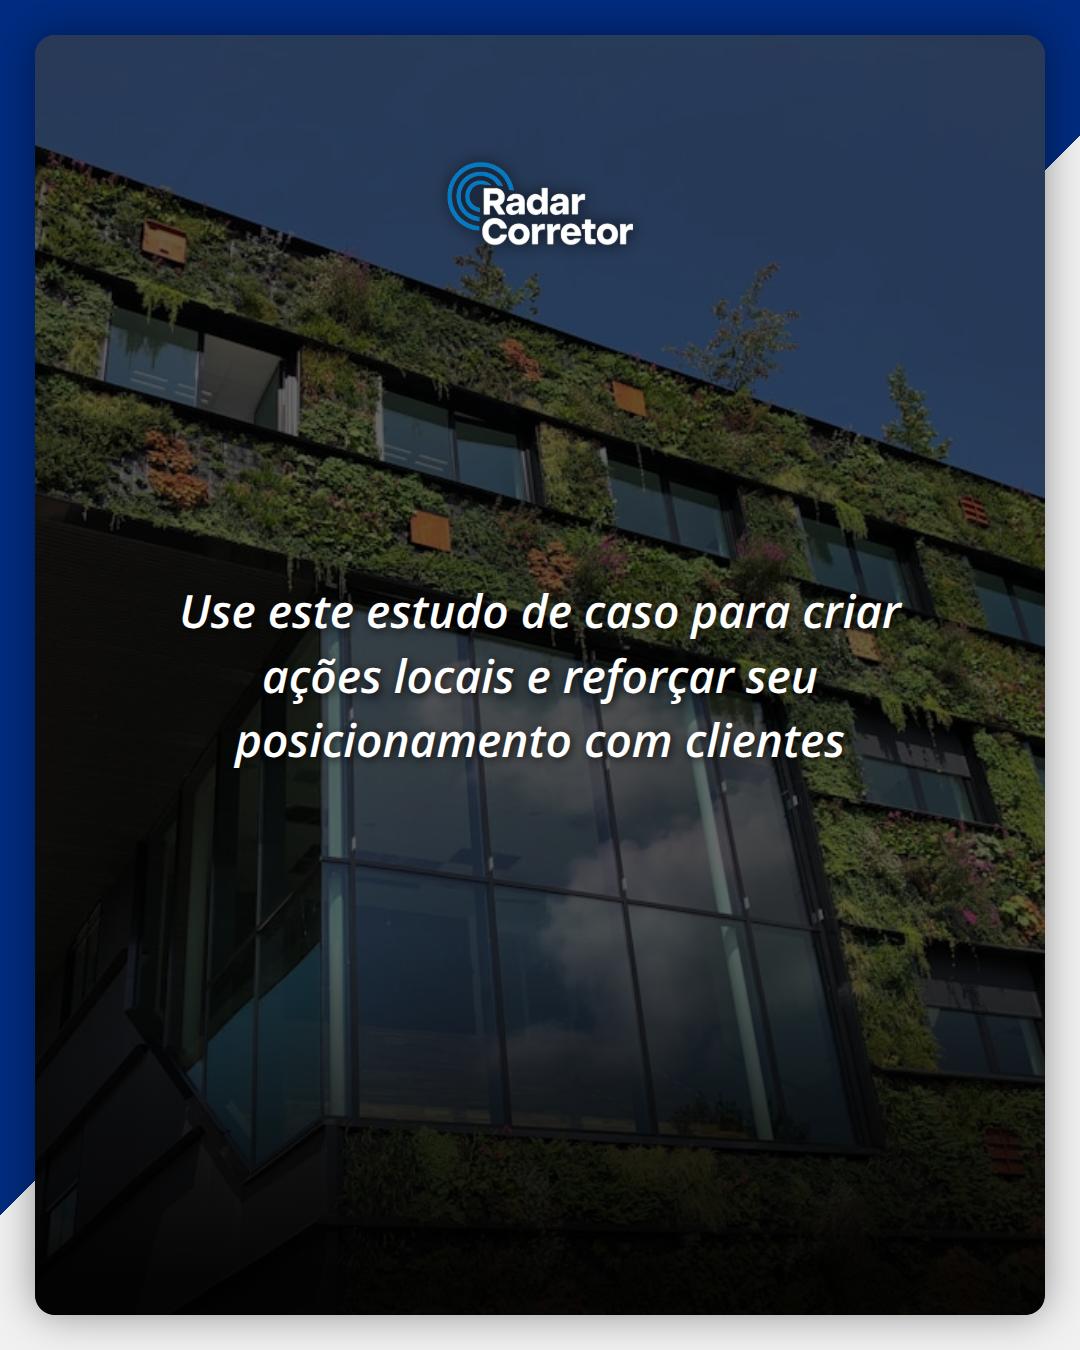 Radar
Corretor
Use este estudo de caso para criar
ações locais e reforçar seu
posicionamento com clientes